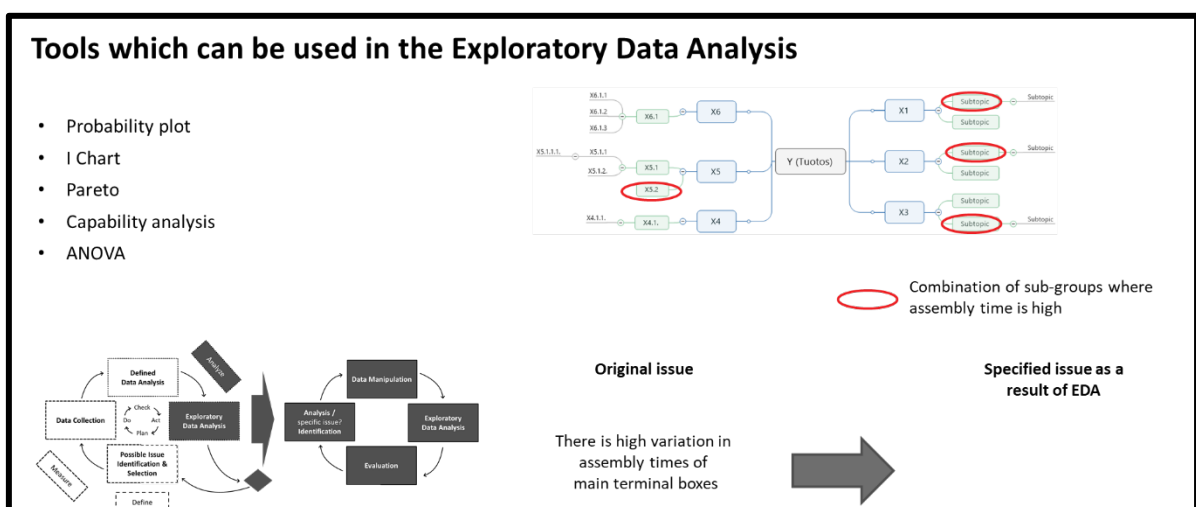 Tools which can be used in the Exploratory Data Analysis
• Probability plot
• I Chart
• Pareto
• Capability analysis
• ANOVA
X6.1.1
X6.1.2
X6.1.3
X6.1
X6
X5.1.1.1.
X5.1.1
X5.1.2.
X5.1
X5.2
X5
X4.1.1.
X4.1.
X4
Y (Tuotos)
X1
Subtopic
Subtopic
Subtopic
X2
Subtopic
Subtopic
Subtopic
X3
Subtopic
Subtopic
Subtopic
Combination of sub-groups where
assembly time is high
Analyze
Defined
Data Analysis
Data Collection
Check
Do
Act
Plan
Exploratory
Data Analysis
Possible Issue
Identification &
Selection
Measure
Define
Data Manipulation
Analysis /
specific issue?
Identification
Exploratory
Data Analysis
Evaluation
Original issue
There is high variation in
assembly times of
main terminal boxes
Specified issue as a
result of EDA